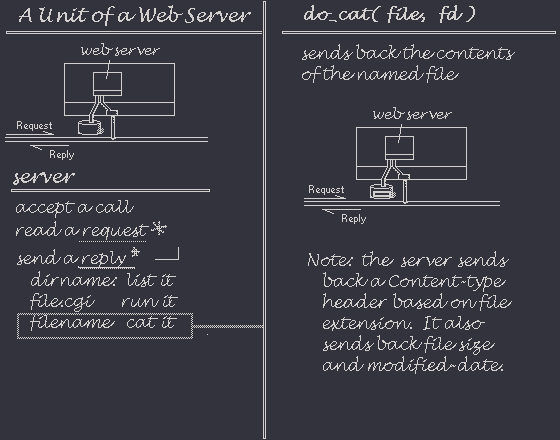 A Unit of a Web Server
web server
Request
Reply
server
accept a call
read a request *
send a reply *
dirname: list it
file.cgi run it
filename cat it
do_cat( file, fd )
sends back the contents
of the named file
web server
Request
Reply
Note: the server sends
back a Content-type
header based on file
extension. It also
sends back file size
and modified-date.